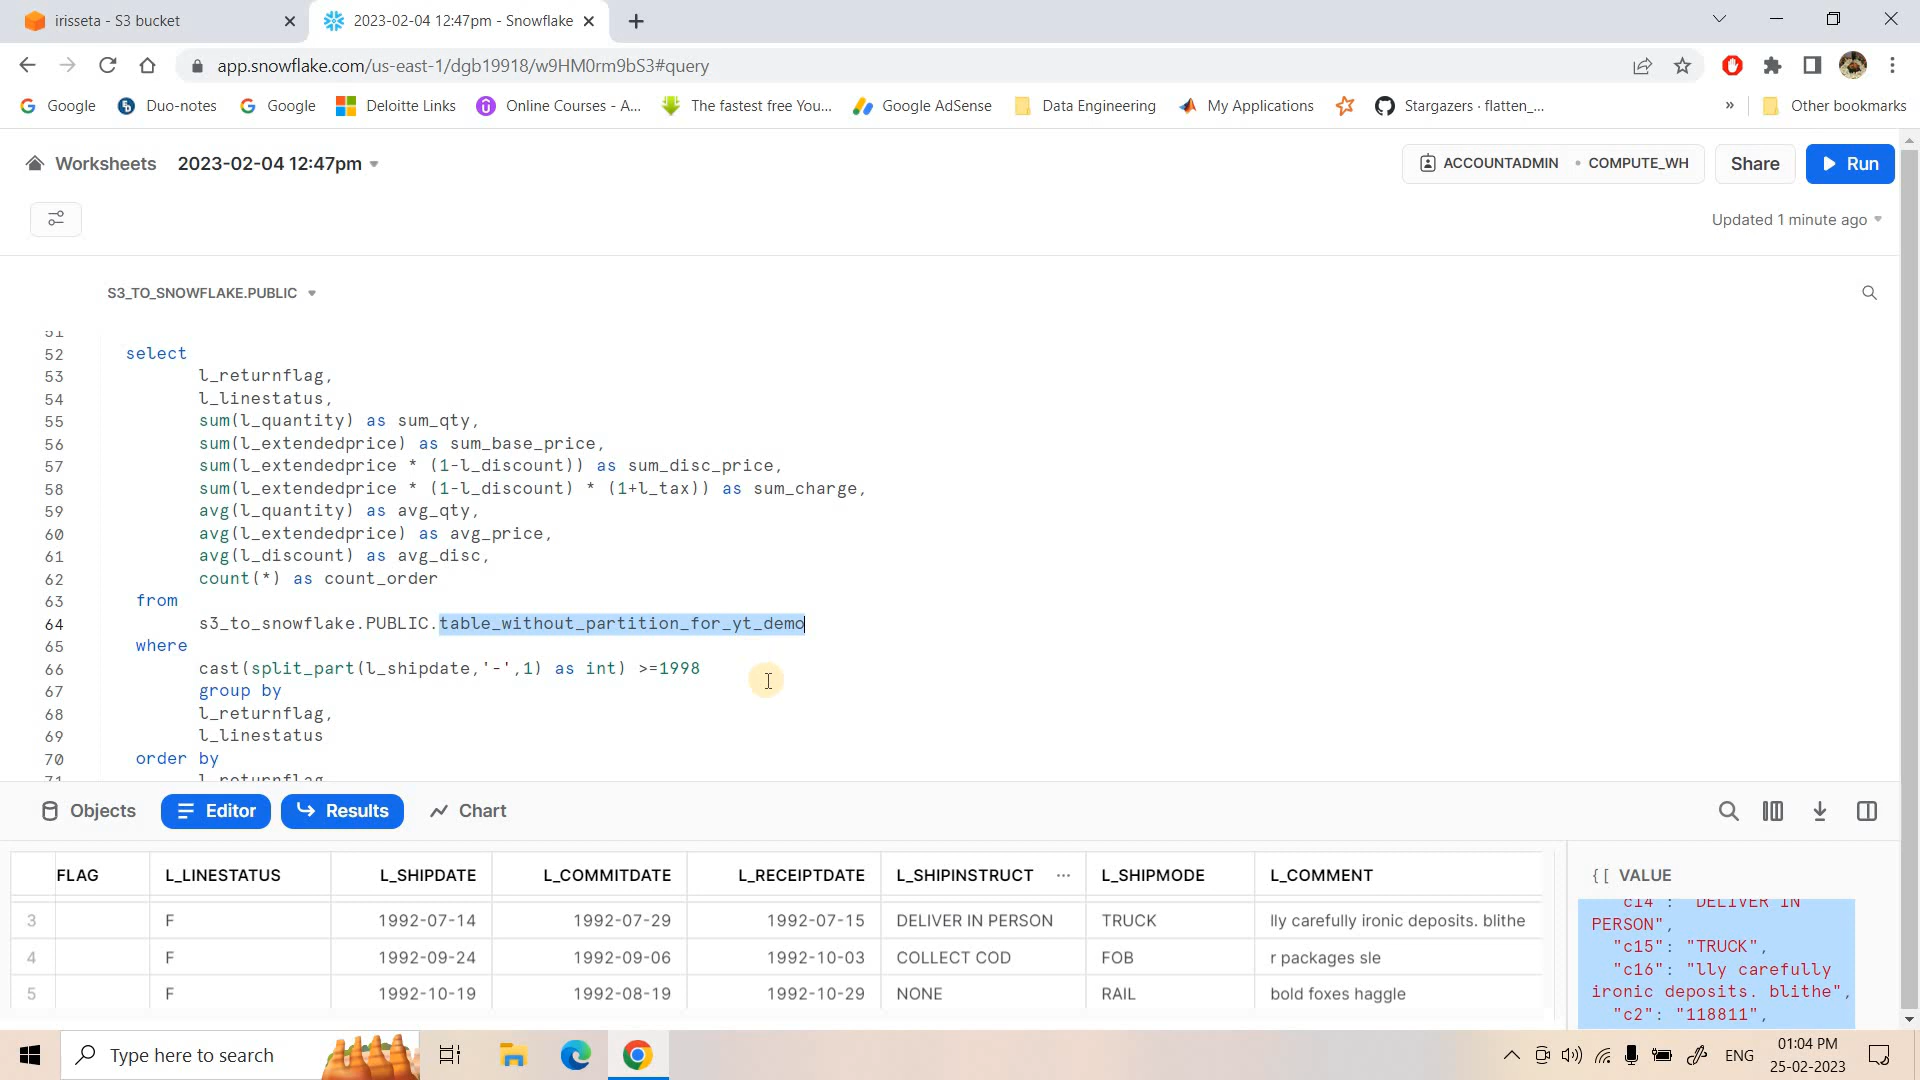 irisseta - S3 bucket
2023-02-04 12:47pm - Snowflake
app.snowflake.com/us-east-1/dgb19918/w9HM0rm9bS3#query
Google
Duo-notes
Google
Deloitte Links
Online Courses - A...
The fastest free You...
Google AdSense
Data Engineering
My Applications
Stargazers · flatten_...
»
Other bookmarks
Worksheets
2023-02-04 12:47pm
ACCOUNTADMIN • COMPUTE_WH
Share
Run
Updated 1 minute ago
S3_TO_SNOWFLAKE.PUBLIC
51
52 select
53 l_returnflag,
54 l_linestatus,
55 sum(l_quantity) as sum_qty,
56 sum(l_extendedprice) as sum_base_price,
57 sum(l_extendedprice * (1-l_discount)) as sum_disc_price,
58 sum(l_extendedprice * (1-l_discount) * (1+l_tax)) as sum_charge,
59 avg(l_quantity) as avg_qty,
60 avg(l_extendedprice) as avg_price,
61 avg(l_discount) as avg_disc,
62 count(*) as count_order
63 from
64 s3_to_snowflake.PUBLIC.table_without_partition_for_yt_demo
65 where
66 cast(split_part(l_shipdate,'-',1) as int) >=1998
67 group by
68 l_returnflag,
69 l_linestatus
70 order by
71 l_returnflag
Objects
Editor
Results
Chart
FLAG L_LINESTATUS L_SHIPDATE L_COMMITDATE L_RECEIPTDATE L_SHIPINSTRUCT ... L_SHIPMODE L_COMMENT
3 F 1992-07-14 1992-07-29 1992-07-15 DELIVER IN PERSON TRUCK lly carefully ironic deposits. blithe
4 F 1992-09-24 1992-09-06 1992-10-03 COLLECT COD FOB r packages sle
5 F 1992-10-19 1992-08-19 1992-10-29 NONE RAIL bold foxes haggle
{[ VALUE
"c14": "DELIVER IN
PERSON",
"c15": "TRUCK",
"c16": "lly carefully
ironic deposits. blithe",
"c2": "118811",
Type here to search
ENG
01:04 PM
25-02-2023